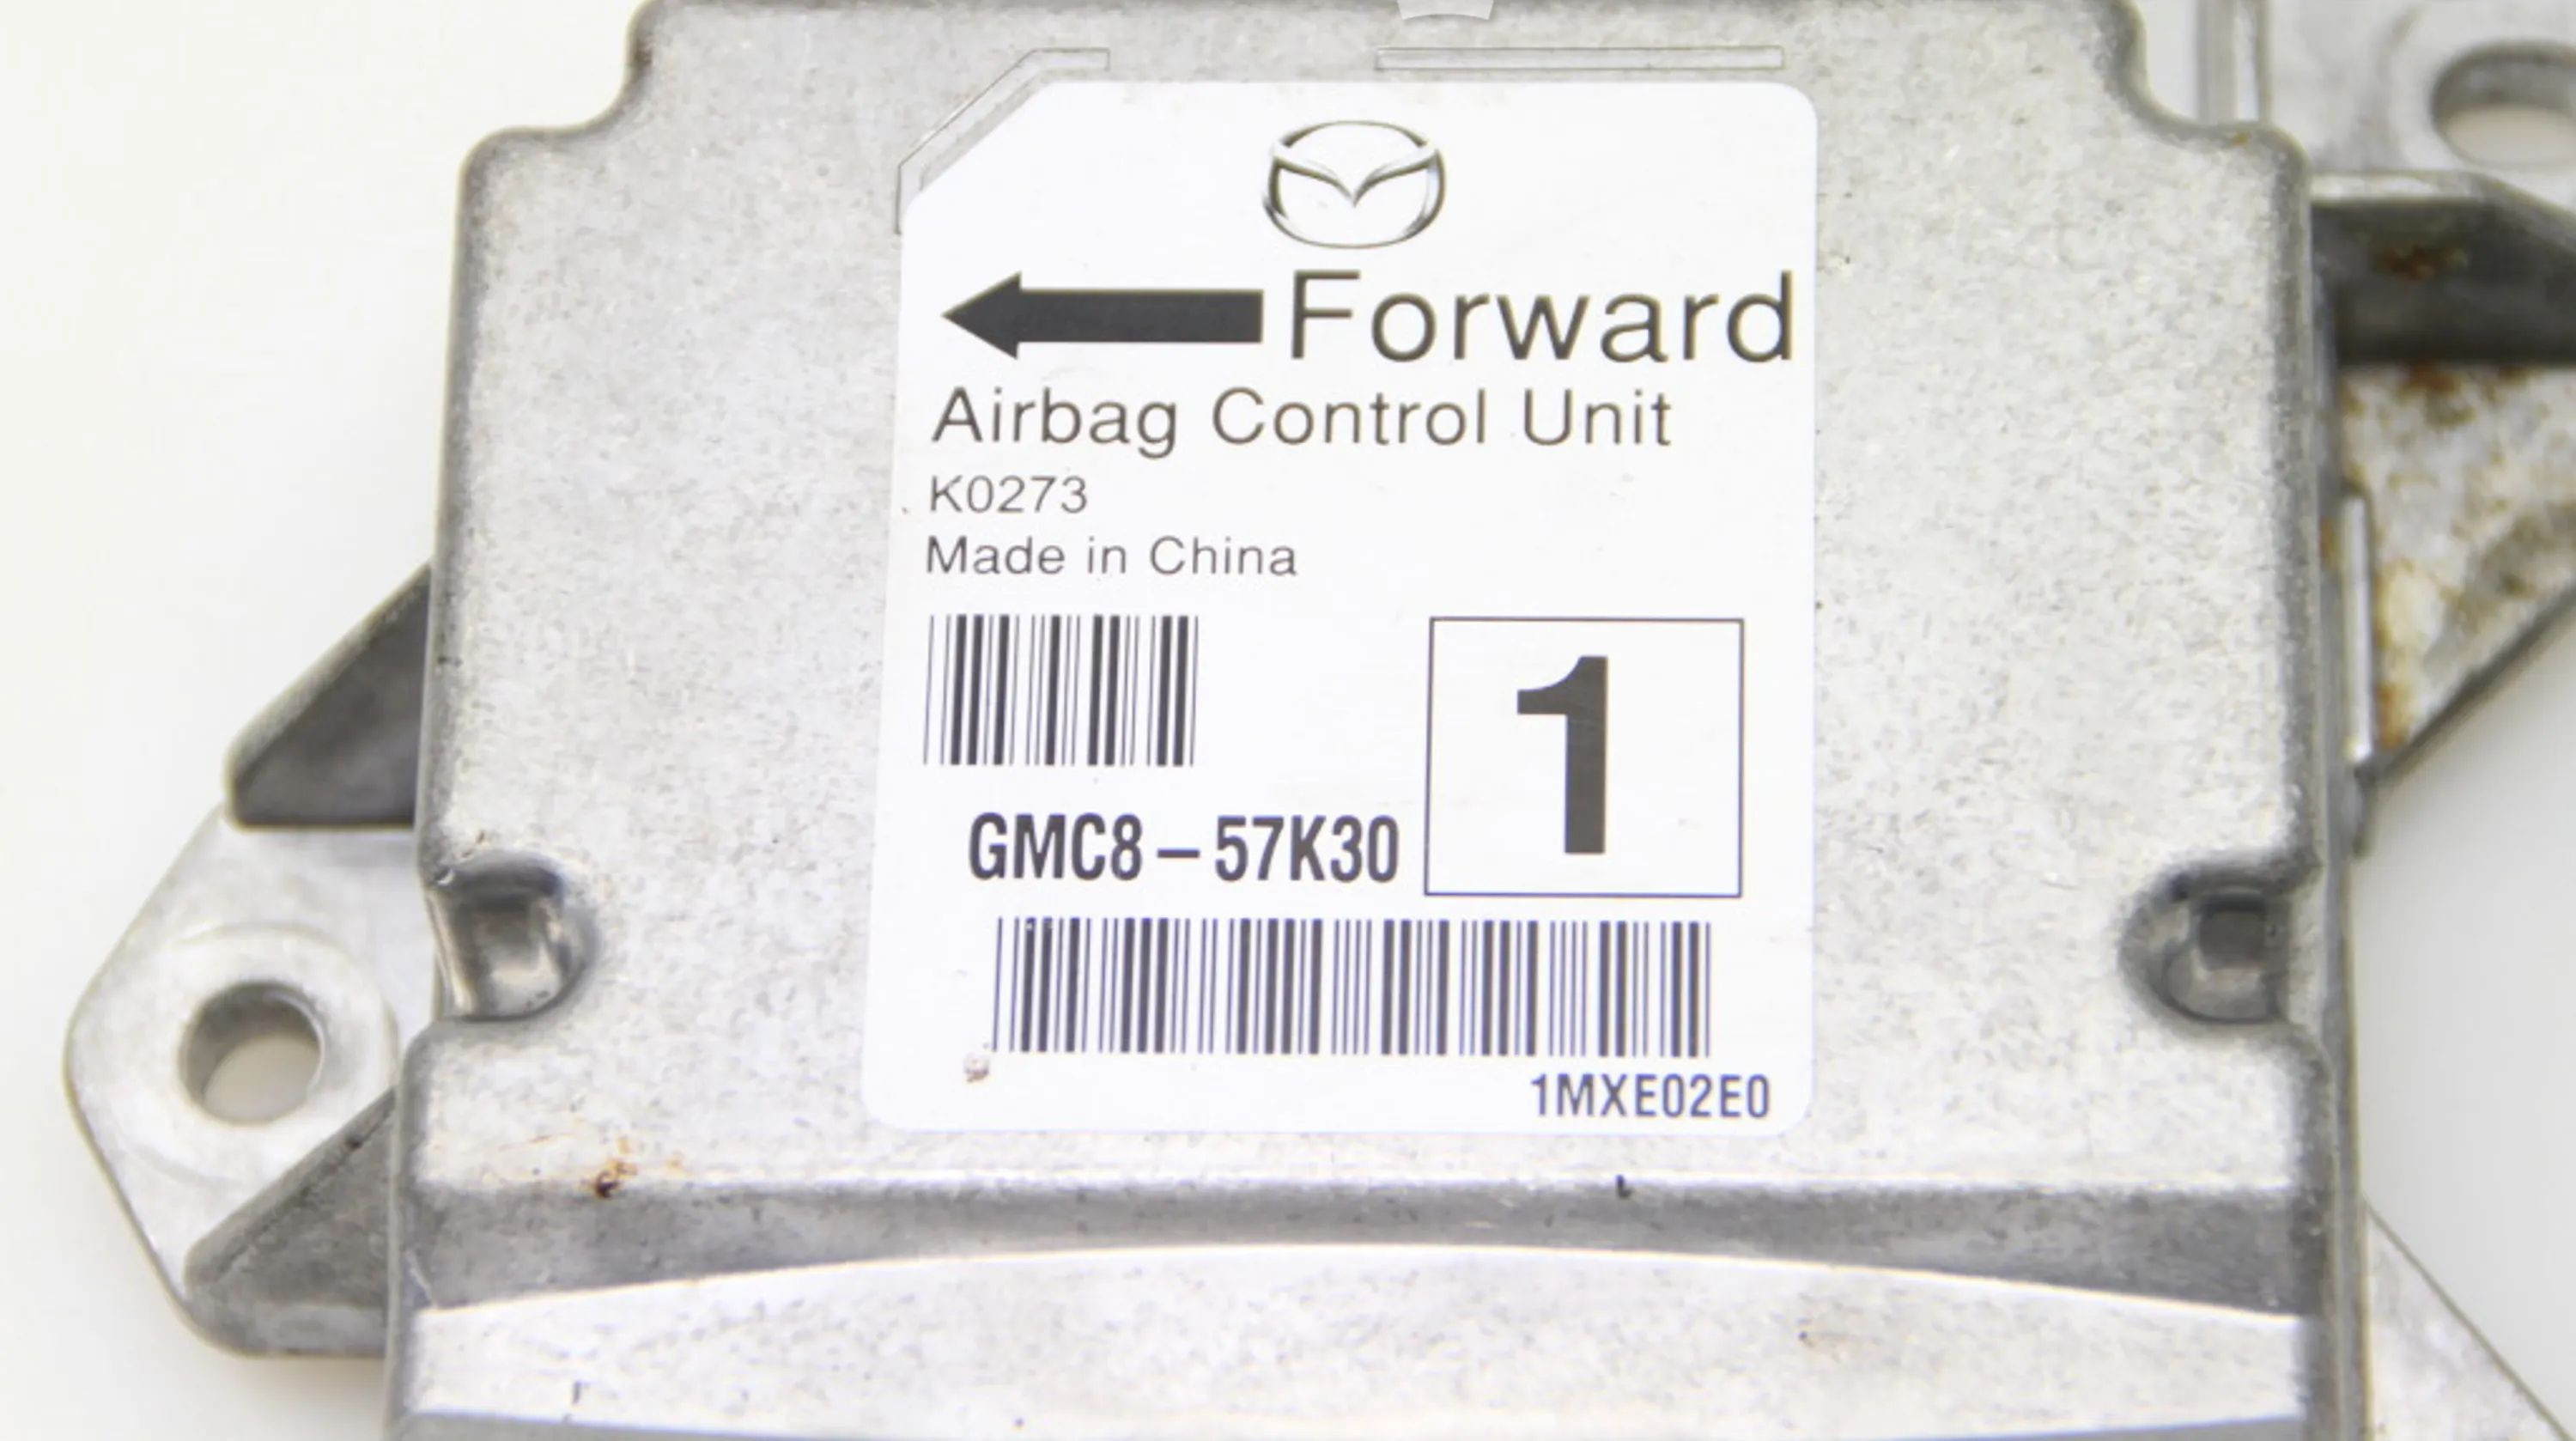 Forward
Airbag Control Unit
K0273
Made in China
1
GMC8-57K30
1MXE02E0